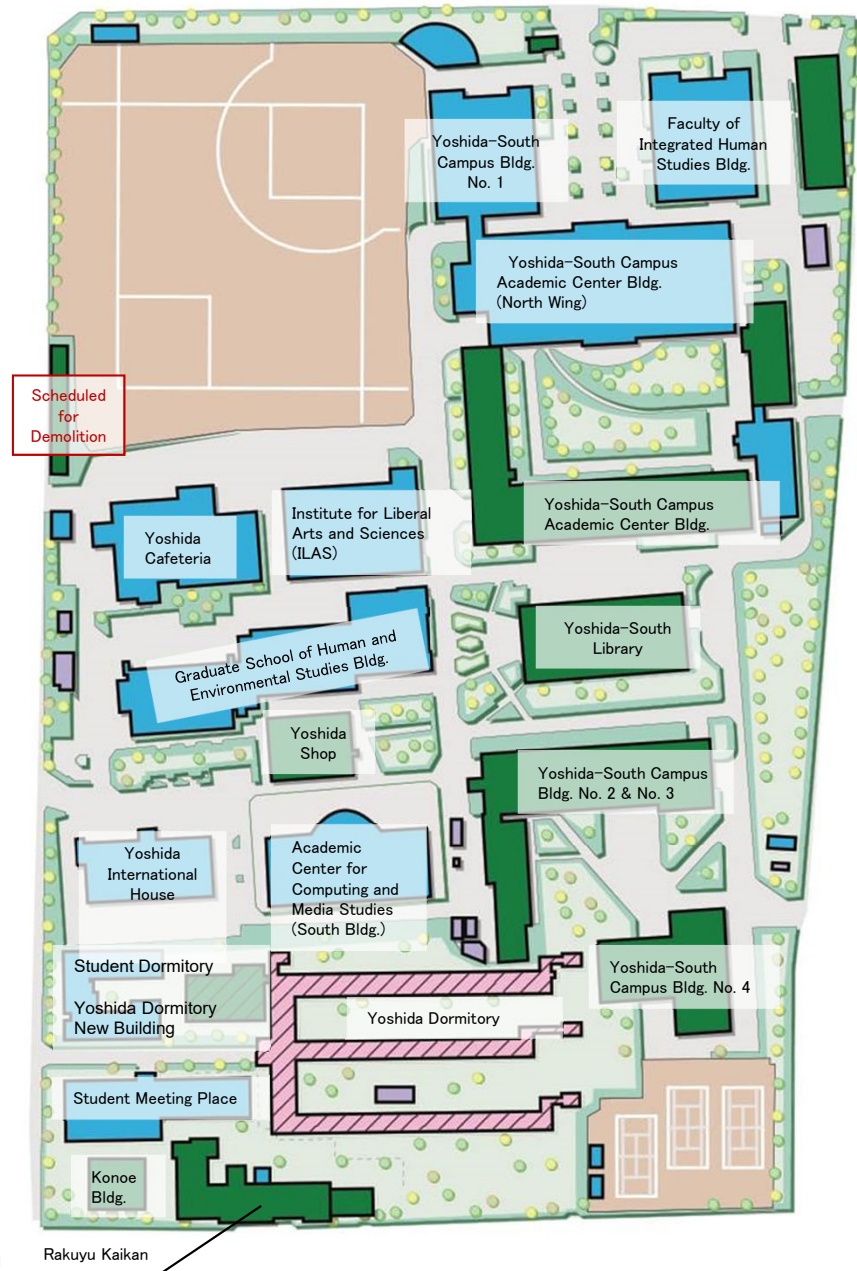 Yoshida-South
Campus Bldg.
No. 1
Faculty of
Integrated Human
Studies Bldg.
Yoshida-South Campus
Academic Center Bldg.
(North Wing)
Scheduled
for
Demolition
Yoshida
Cafeteria
Institute for Liberal
Arts and Sciences
(ILAS)
Yoshida-South Campus
Academic Center Bldg.
Graduate School of Human and
Environmental Studies Bldg.
Yoshida-South
Library
Yoshida
Shop
Yoshida-South Campus
Bldg. No. 2 & No. 3
Yoshida
International
House
Academic
Center for
Computing and
Media Studies
(South Bldg.)
Student Dormitory
Yoshida Dormitory
New Building
Yoshida Dormitory
Yoshida-South
Campus Bldg. No. 4
Student Meeting Place
Konoe
Bldg.
Rakuyu Kaikan